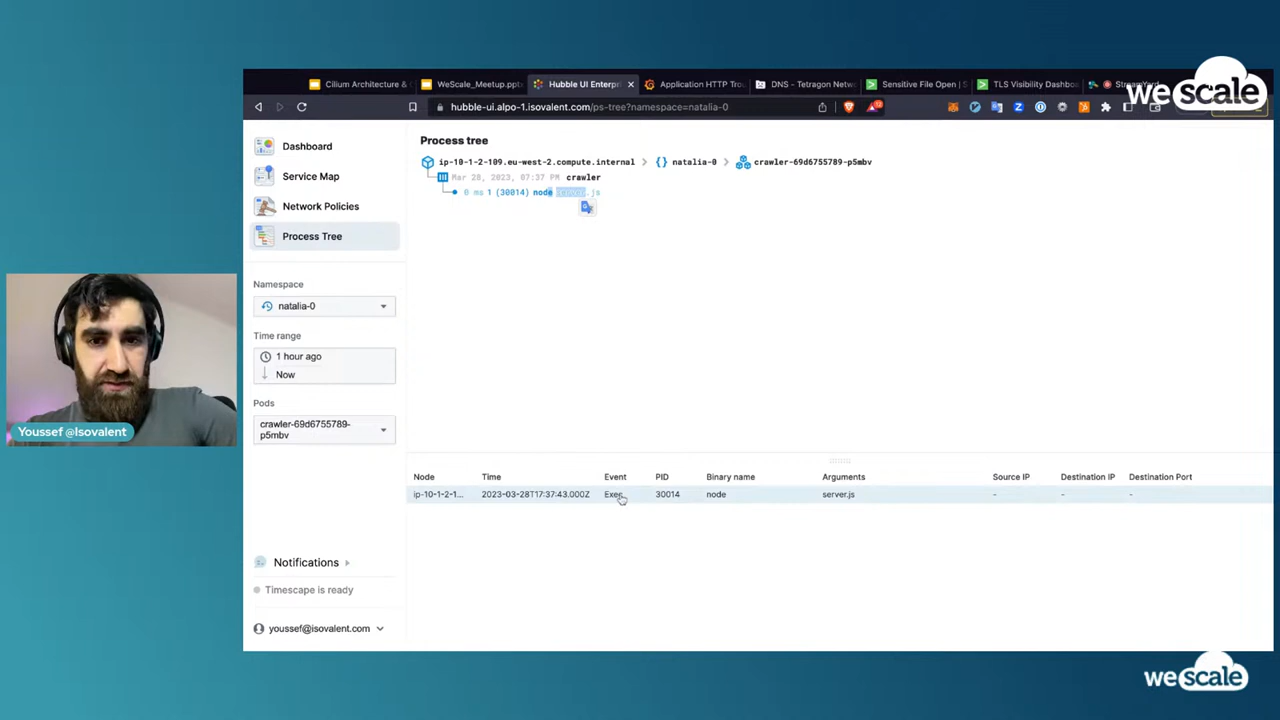 we scale
Cilium Architecture &
WeScale_Meetup.ppt
Hubble UI Enterp
Application HTTP Tro
DNS - Tetragon Netw
Sensitive File Open | S
TLS Visibility Dashbo
hubble-ui.alpo-1.isovalent.com/ps-tree?namespace=natalia-0
Dashboard
Service Map
Network Policies
Process Tree
Namespace
natalia-0
Time range
1 hour ago
Now
Pods
crawler-69d6755789-
p5mbv
Notifications
Timescape is ready
youssef@isovalent.com
Process tree
ip-10-1-2-109.eu-west-2.compute.internal
natalia-0
crawler-69d6755789-p5mbv
Mar 28, 2023, 07:37 PM crawler
0 ms 1 (30014) node server.js
Node Time Event PID Binary name Arguments Source IP Destination IP Destination Port
ip-10-1-2-1... 2023-03-28T17:37:43.000Z Exec 30014 node server.js - - -
Youssef @Isovalent
we scale